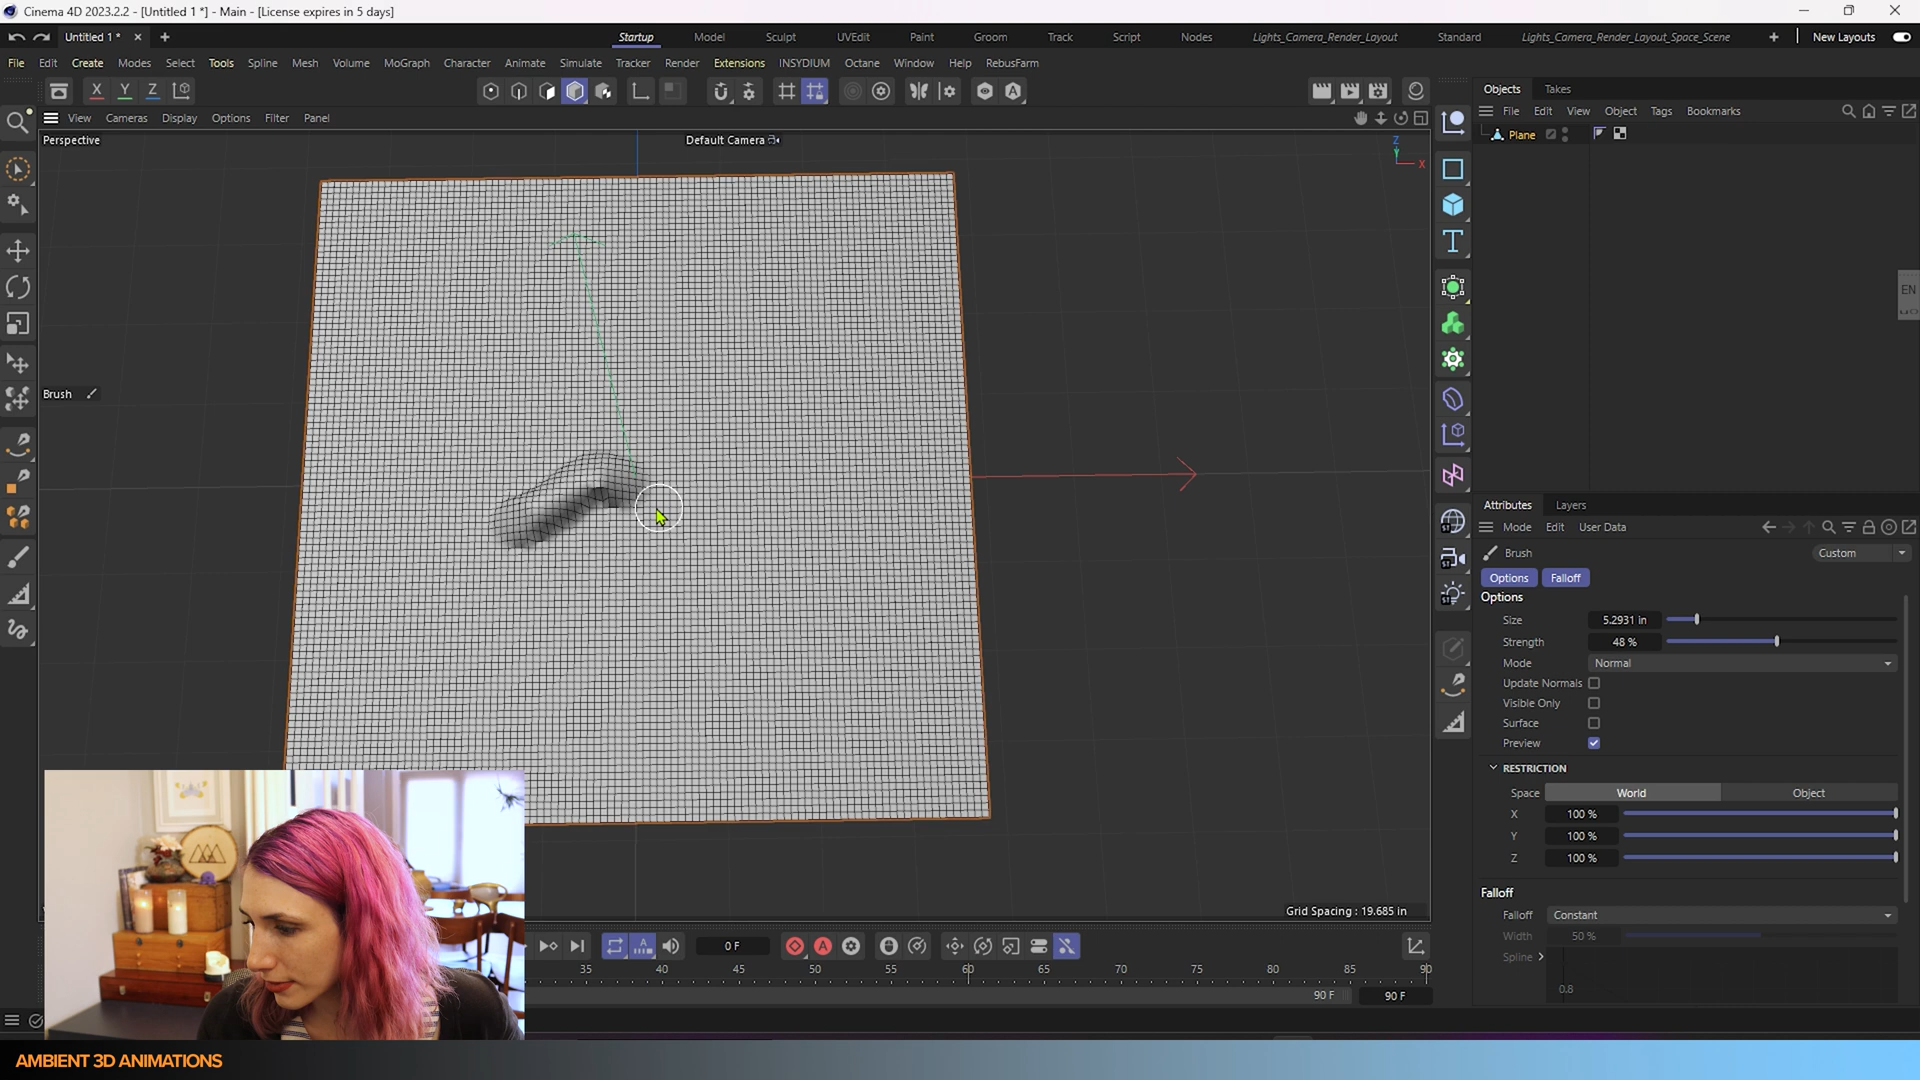 Cinema 4D 2023.2.2 - [Untitled 1 *] - Main - [License expires in 5 days]
Untitled 1 *
Startup Model Sculpt UVEdit Paint Groom Track Script Nodes Lights_Camera_Render_Layout Standard Lights_Camera_Render_Layout_Space_Scene New Layouts
File Edit Create Modes Select Tools Spline Mesh Volume MoGraph Character Animate Simulate Tracker Render Extensions INSYDIUM Octane Window Help RebusFarm
X Y Z
Objects Takes
File Edit View Object Tags Bookmarks
View Cameras Display Options Filter Panel
Plane
Perspective
Default Camera
Z
X
EN
Brush
Attributes Layers
Mode Edit User Data
Brush
Custom
Options Falloff
Options
Size 5.2931 in
Strength 48 %
Mode Normal
Update Normals
Visible Only
Surface
Preview
RESTRICTION
Space World Object
X 100 %
Y 100 %
Z 100 %
Falloff
Falloff Constant
Width 50 %
Spline
0.8
Grid Spacing : 19.685 in
0 F
35 40 45 50 55 60 65 70 75 80 85 90
90 F 90 F
AMBIENT 3D ANIMATIONS